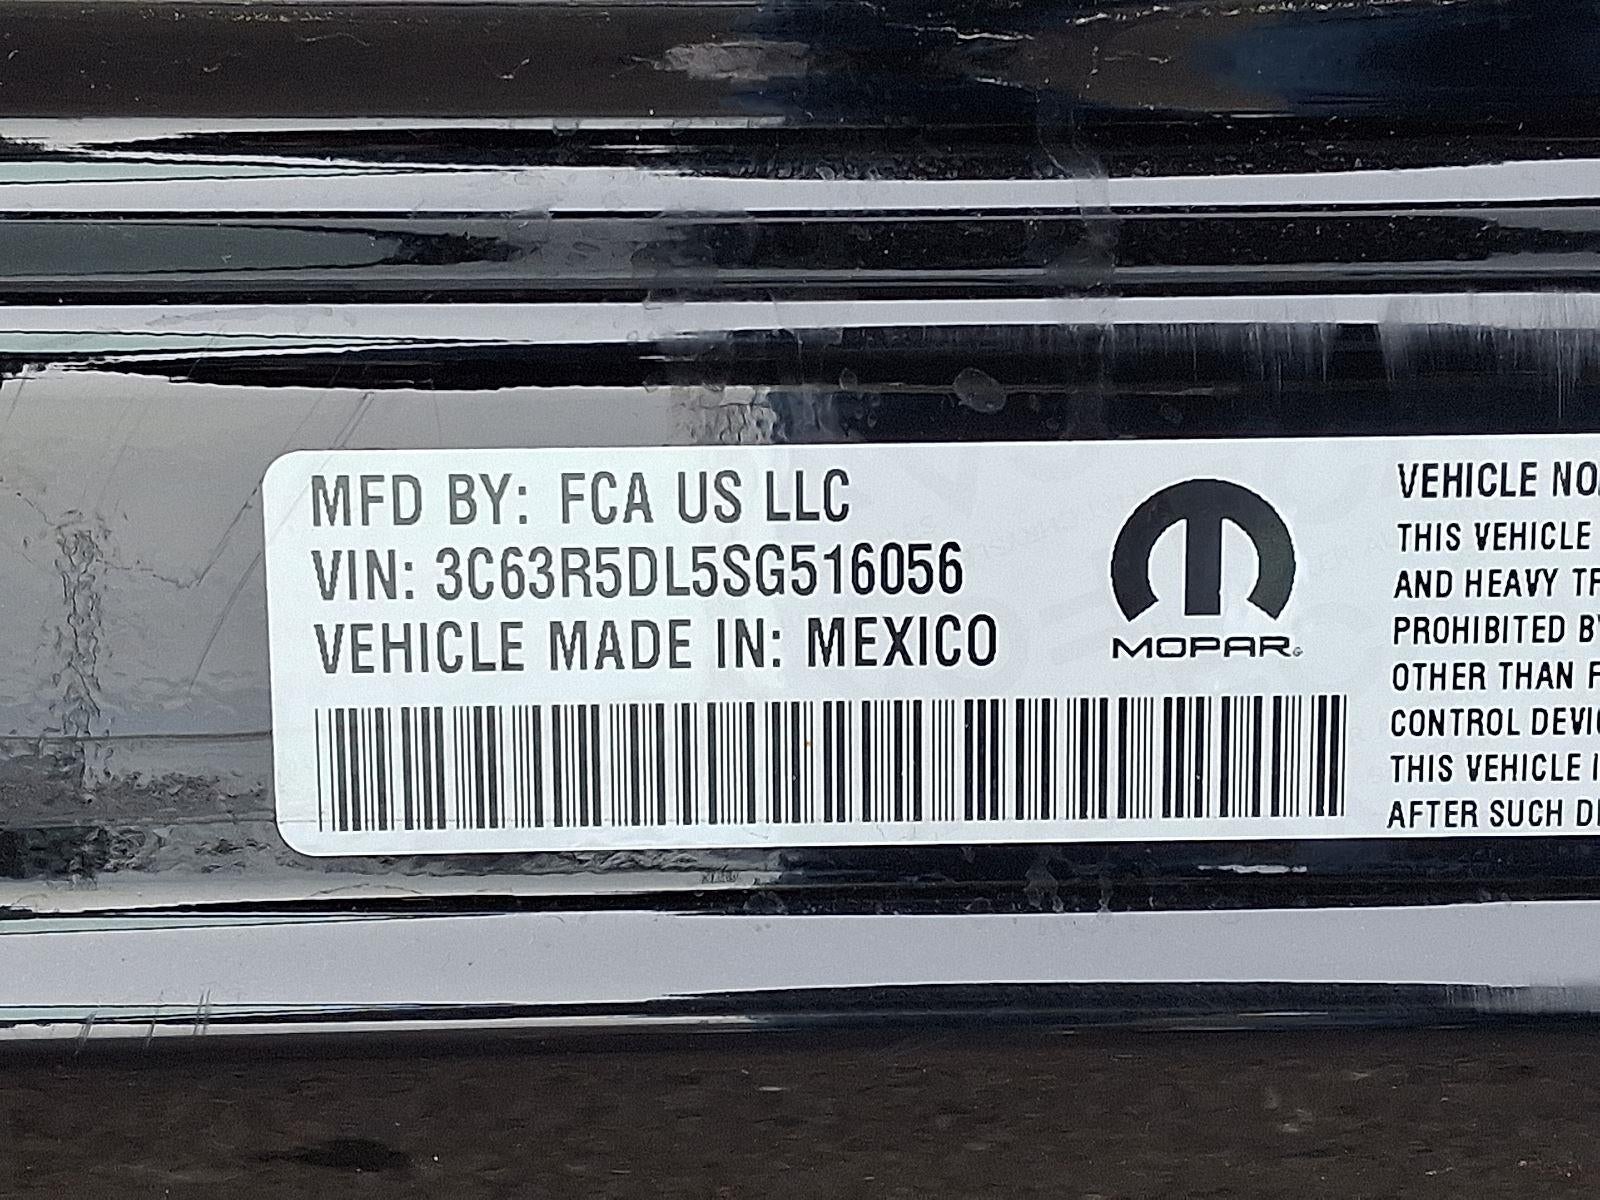 MFD BY: FCA US LLC
VIN: 3C63R5DL5SG516056
VEHICLE MADE IN: MEXICO
MOPAR
VEHICLE
THIS VEHICLE
AND HEAVY
PROHIBITED
OTHER THAN
CONTROL
THIS VEHICLE
AFTER SUCH